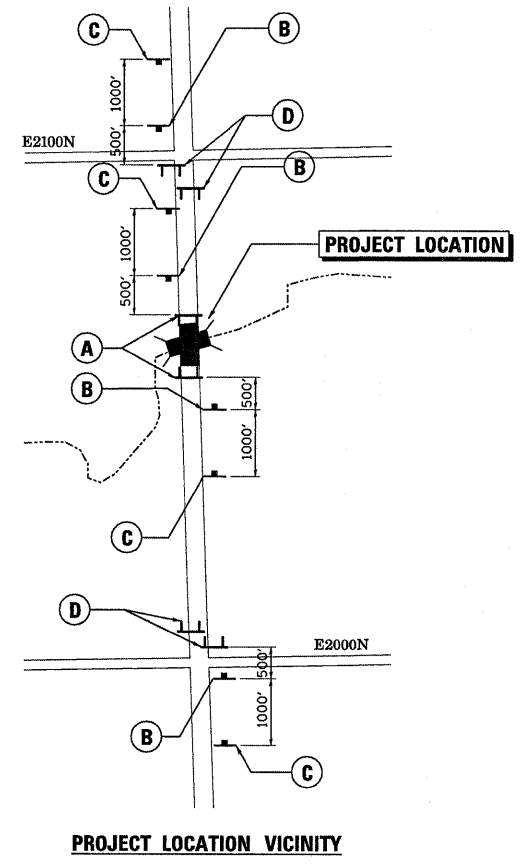 C
B
1000'
E2100N
500'
D
C
B
1000'
PROJECT LOCATION
500'
A
B
500'
1000'
C
D
E2000N
500'
B
1000'
C
PROJECT LOCATION VICINITY